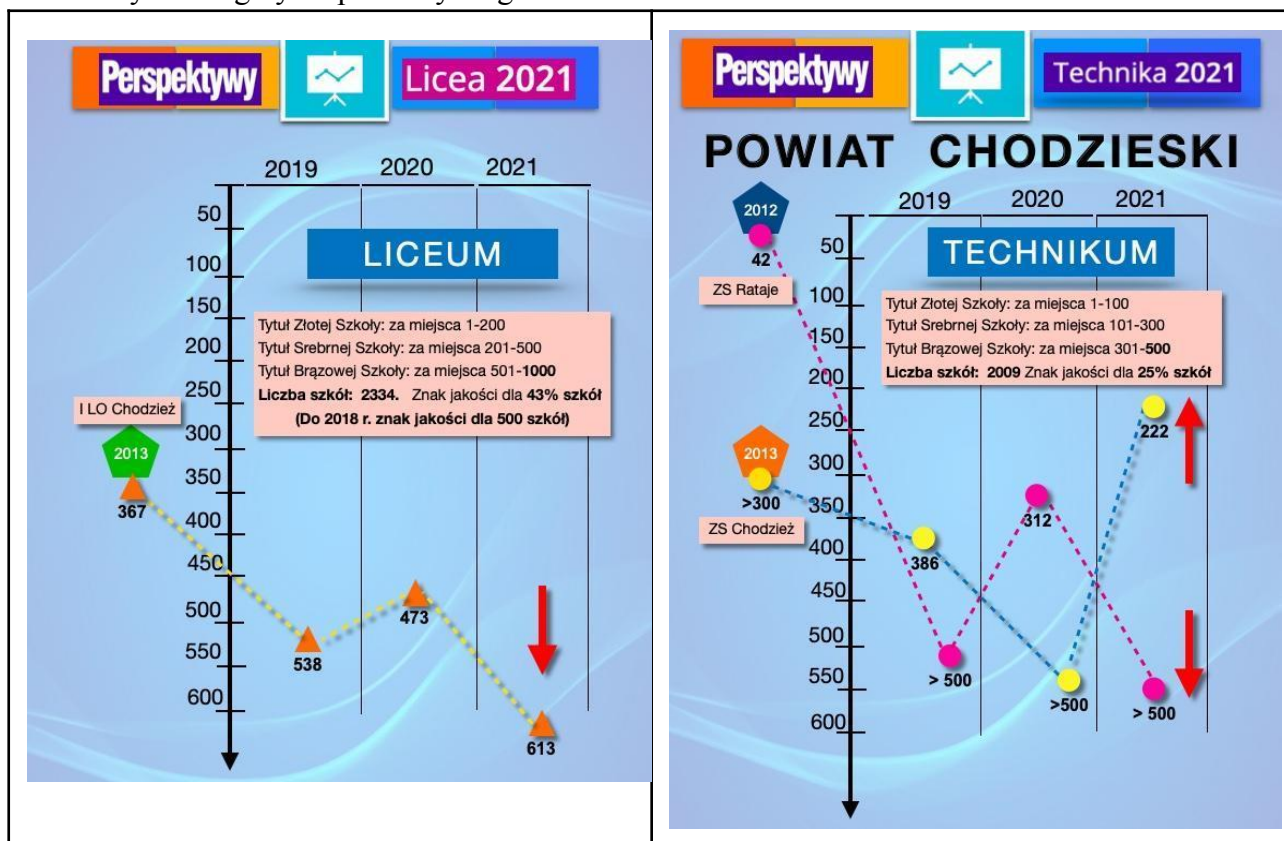 Perspektywy
Licea 2021
2019 2020 2021
50
100
150
200
250
300
350
400
450
500
550
600
LICEUM
Tytuł Złotej Szkoły: za miejsca 1-200
Tytuł Srebrnej Szkoły: za miejsca 201-500
Tytuł Brązowej Szkoły: za miejsca 501-1000
Liczba szkół: 2334. Znak jakości dla 43% szkół
(Do 2018 r. znak jakości dla 500 szkół)
I LO Chodzież
2013
367
538
473
613
Perspektywy
Technika 2021
POWIAT CHODZIESKI
2019 2020 2021
2012
42
ZS Rataje
50
100
150
200
250
300
350
400
450
500
550
600
TECHNIKUM
Tytuł Złotej Szkoły: za miejsca 1-100
Tytuł Srebrnej Szkoły: za miejsca 101-300
Tytuł Brązowej Szkoły: za miejsca 301-500
Liczba szkół: 2009 Znak jakości dla 25% szkół
2013
>300
ZS Chodzież
386
> 500
312
>500
222
> 500